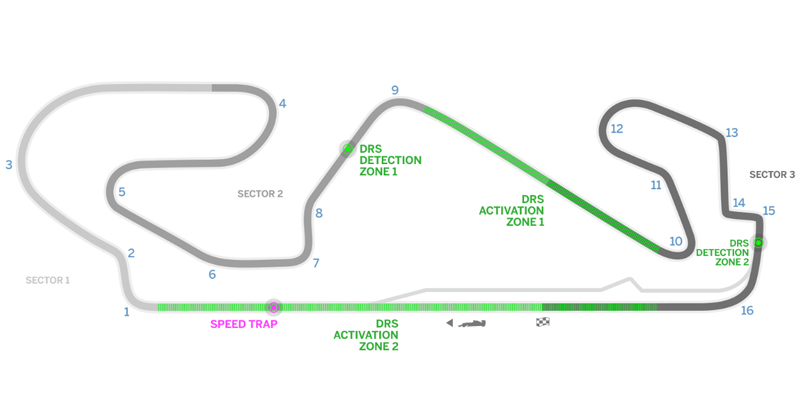 9
4
12
13
DRS
DETECTION
ZONE 1
3
SECTOR 3
11
5
SECTOR 2
DRS
ACTIVATION
ZONE 1
14
15
8
10
DRS
DETECTION
ZONE 2
2
7
6
SECTOR 1
1
16
SPEED TRAP
DRS
ACTIVATION
ZONE 2